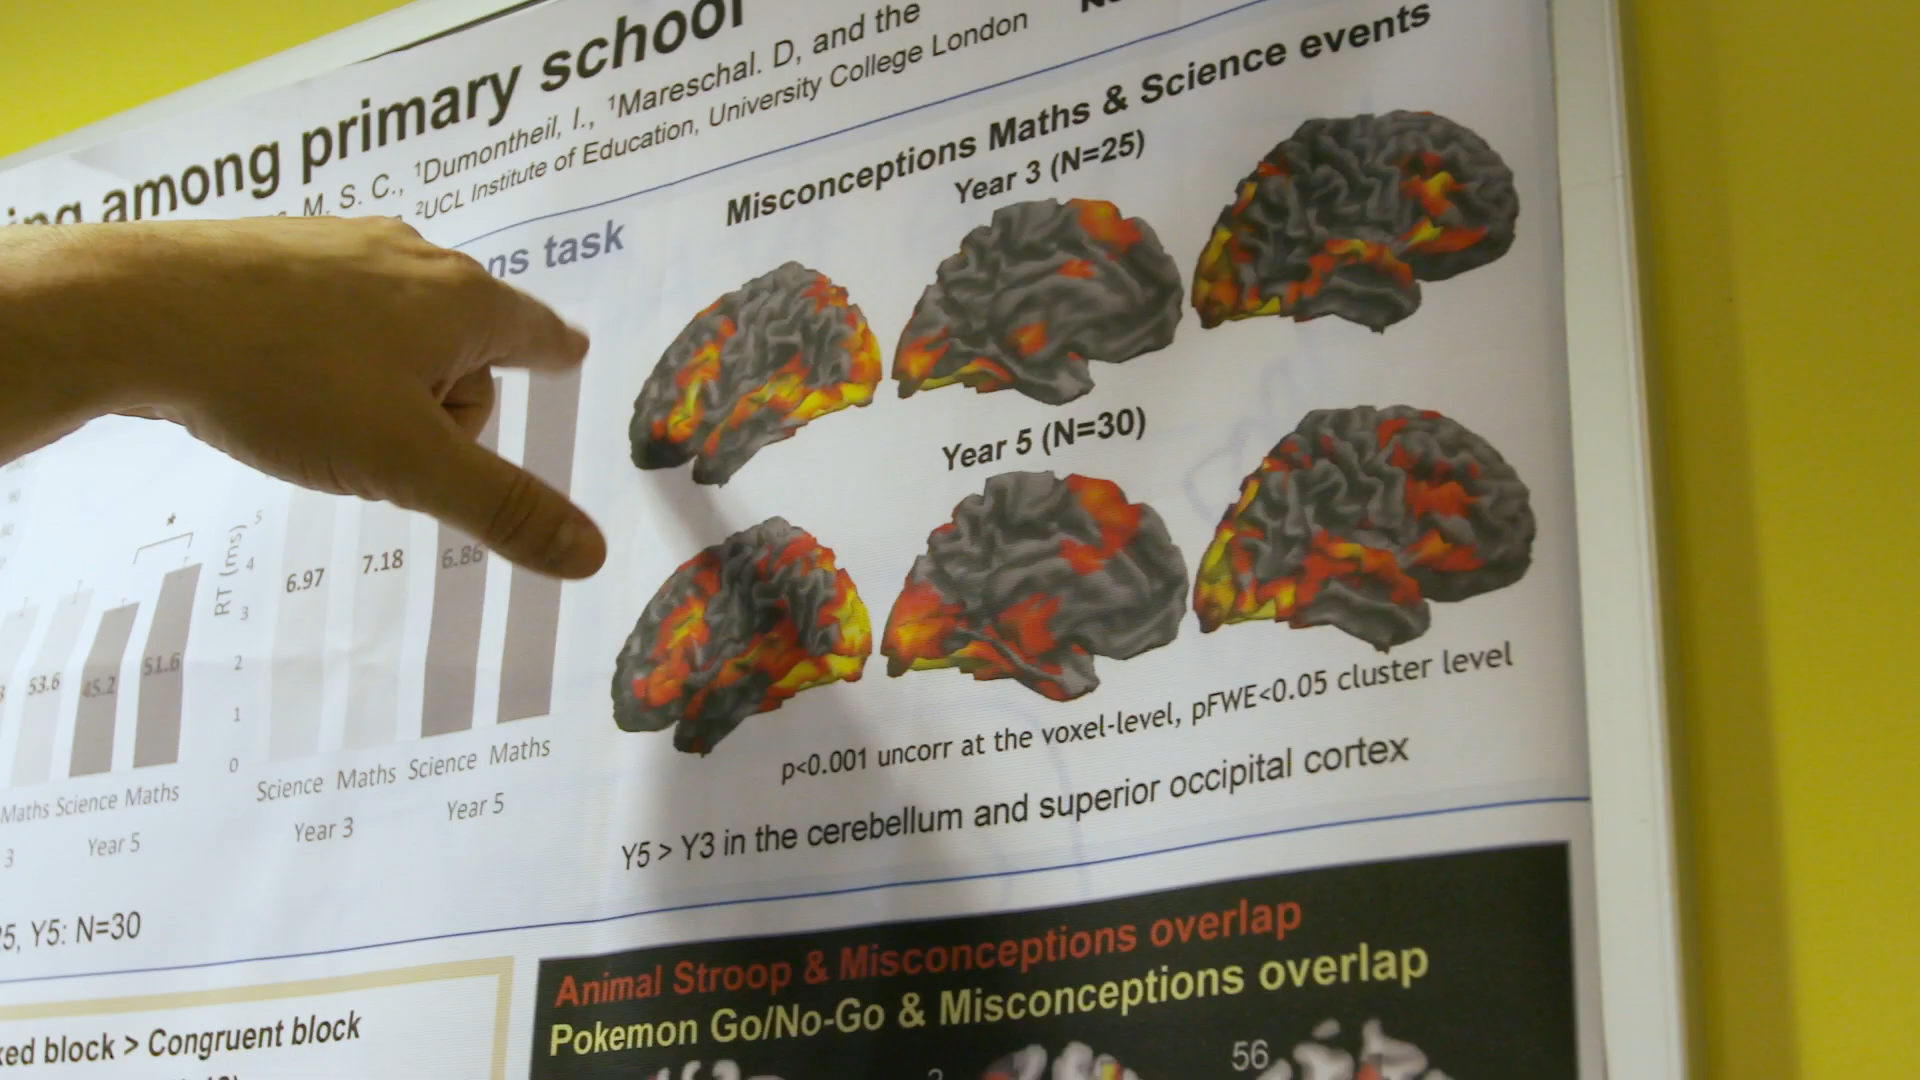 among primary school
M. S. C., ¹Dumontheil, I., ¹Mareschal. D, and the
²UCL Institute of Education, University College London
ns task
Misconceptions Maths & Science events
Year 3 (N=25)
Year 5 (N=30)
p<0.001 uncorr at the voxel-level, pFWE<0.05 cluster level
Y5 > Y3 in the cerebellum and superior occipital cortex
*
53.6
45.2
51.6
Maths Science Maths
3 Year 5
RT (ms)
5
4
3
2
1
0
6.97
7.18
6.86
Science Maths Science Maths
Year 3 Year 5
5, Y5: N=30
ked block > Congruent block
Animal Stroop & Misconceptions overlap
Pokemon Go/No-Go & Misconceptions overlap
56